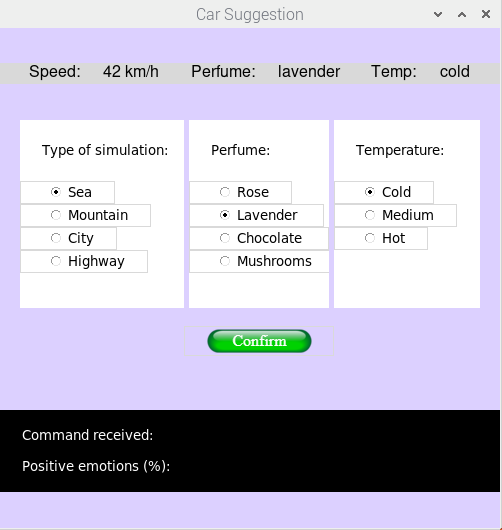 Car Suggestion
Speed: 42 km/h Perfume: lavender Temp: cold
Type of simulation:
Sea
Mountain
City
Highway
Perfume:
Rose
Lavender
Chocolate
Mushrooms
Temperature:
Cold
Medium
Hot
Confirm
Command received:
Positive emotions (%):